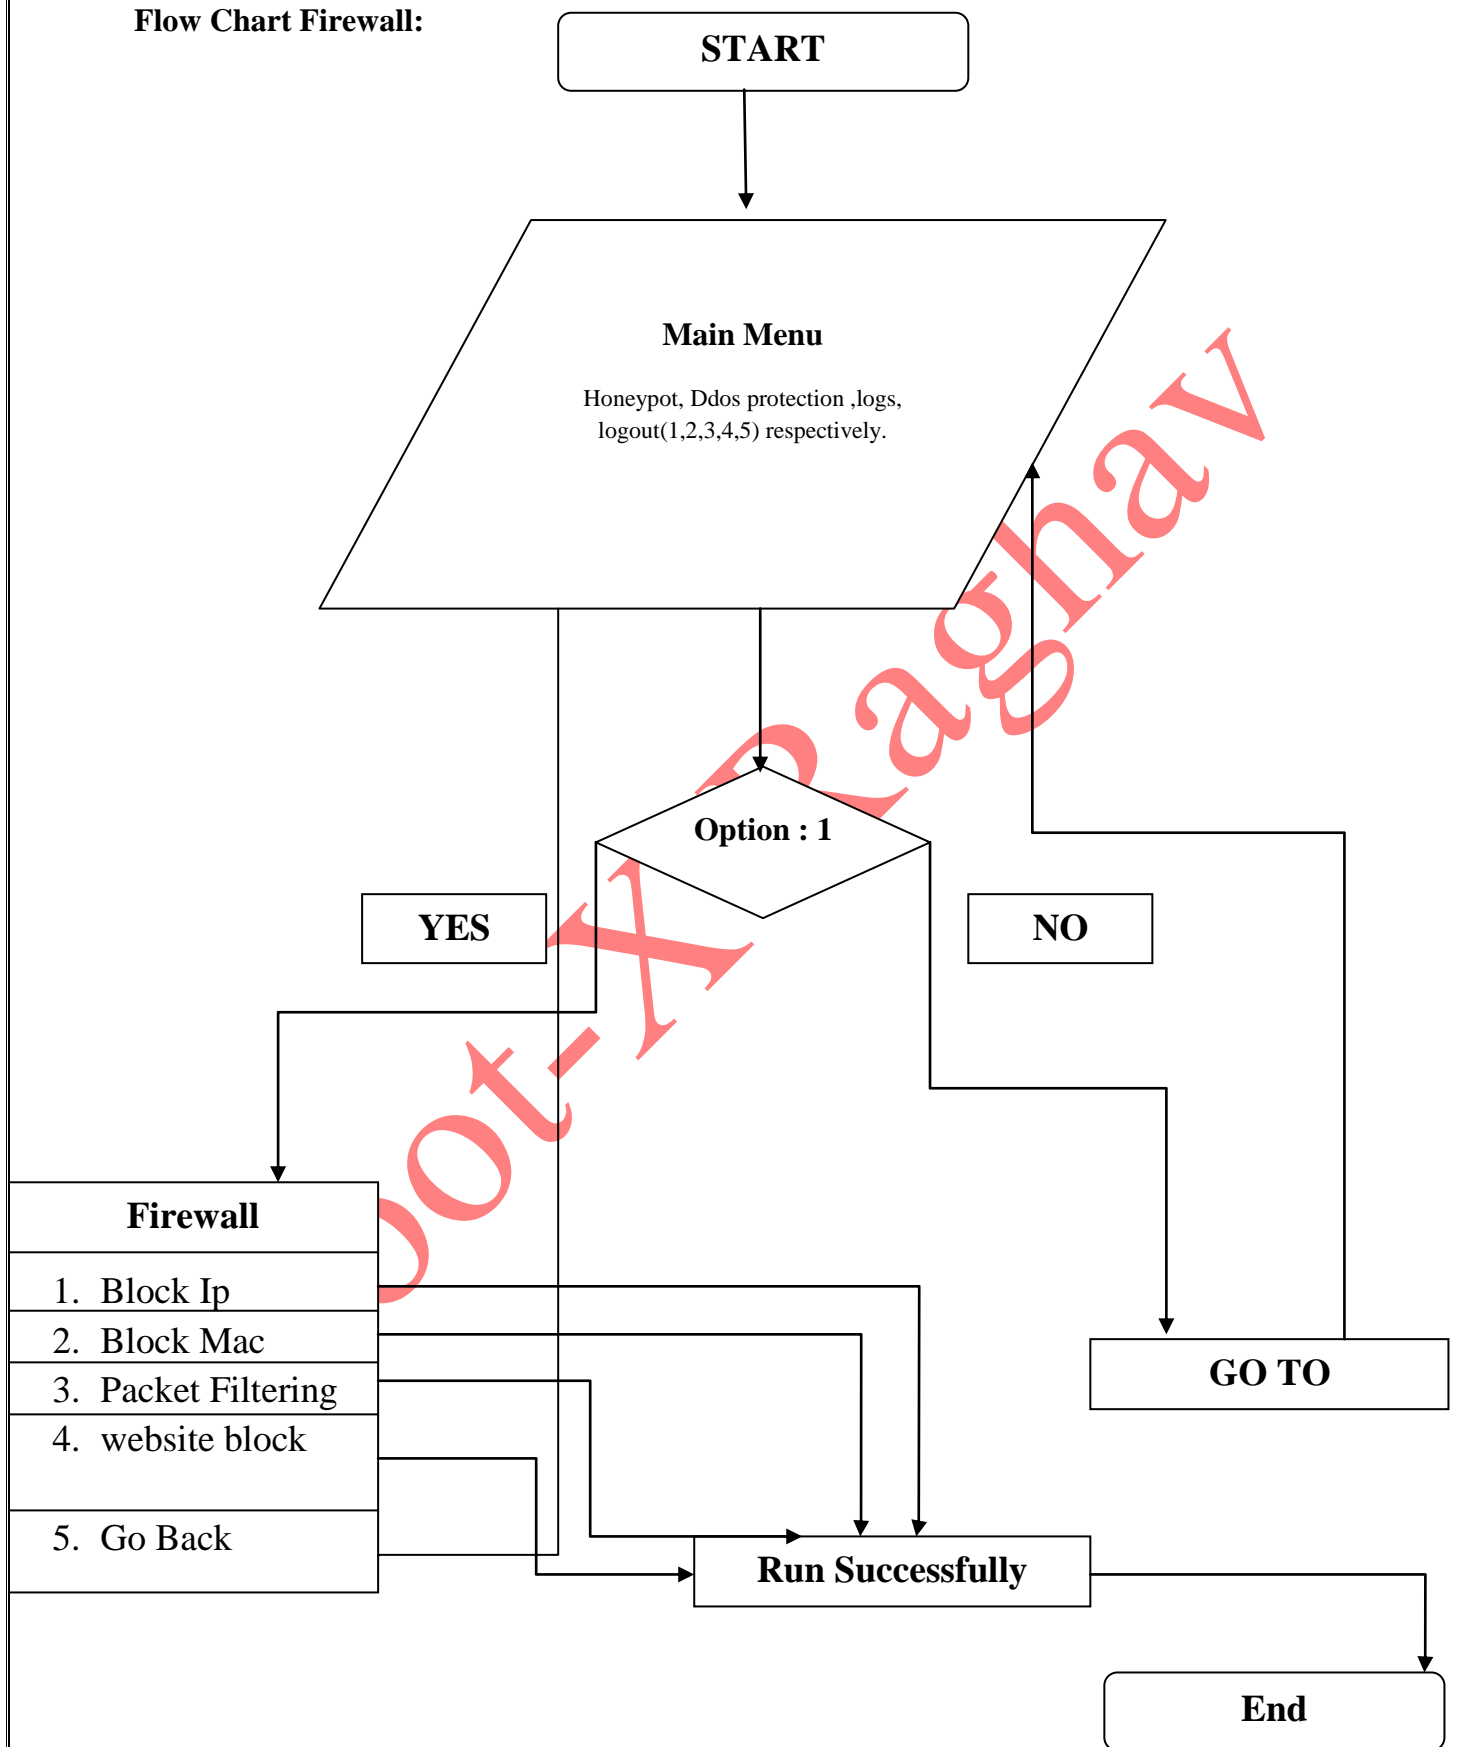 Flow Chart Firewall:
START
Main Menu
Honeypot, Ddos protection ,logs,
logout(1,2,3,4,5) respectively.
Option : 1
YES
NO
Firewall
1. Block Ip
2. Block Mac
3. Packet Filtering
4. website block
5. Go Back
GO TO
Run Successfully
End